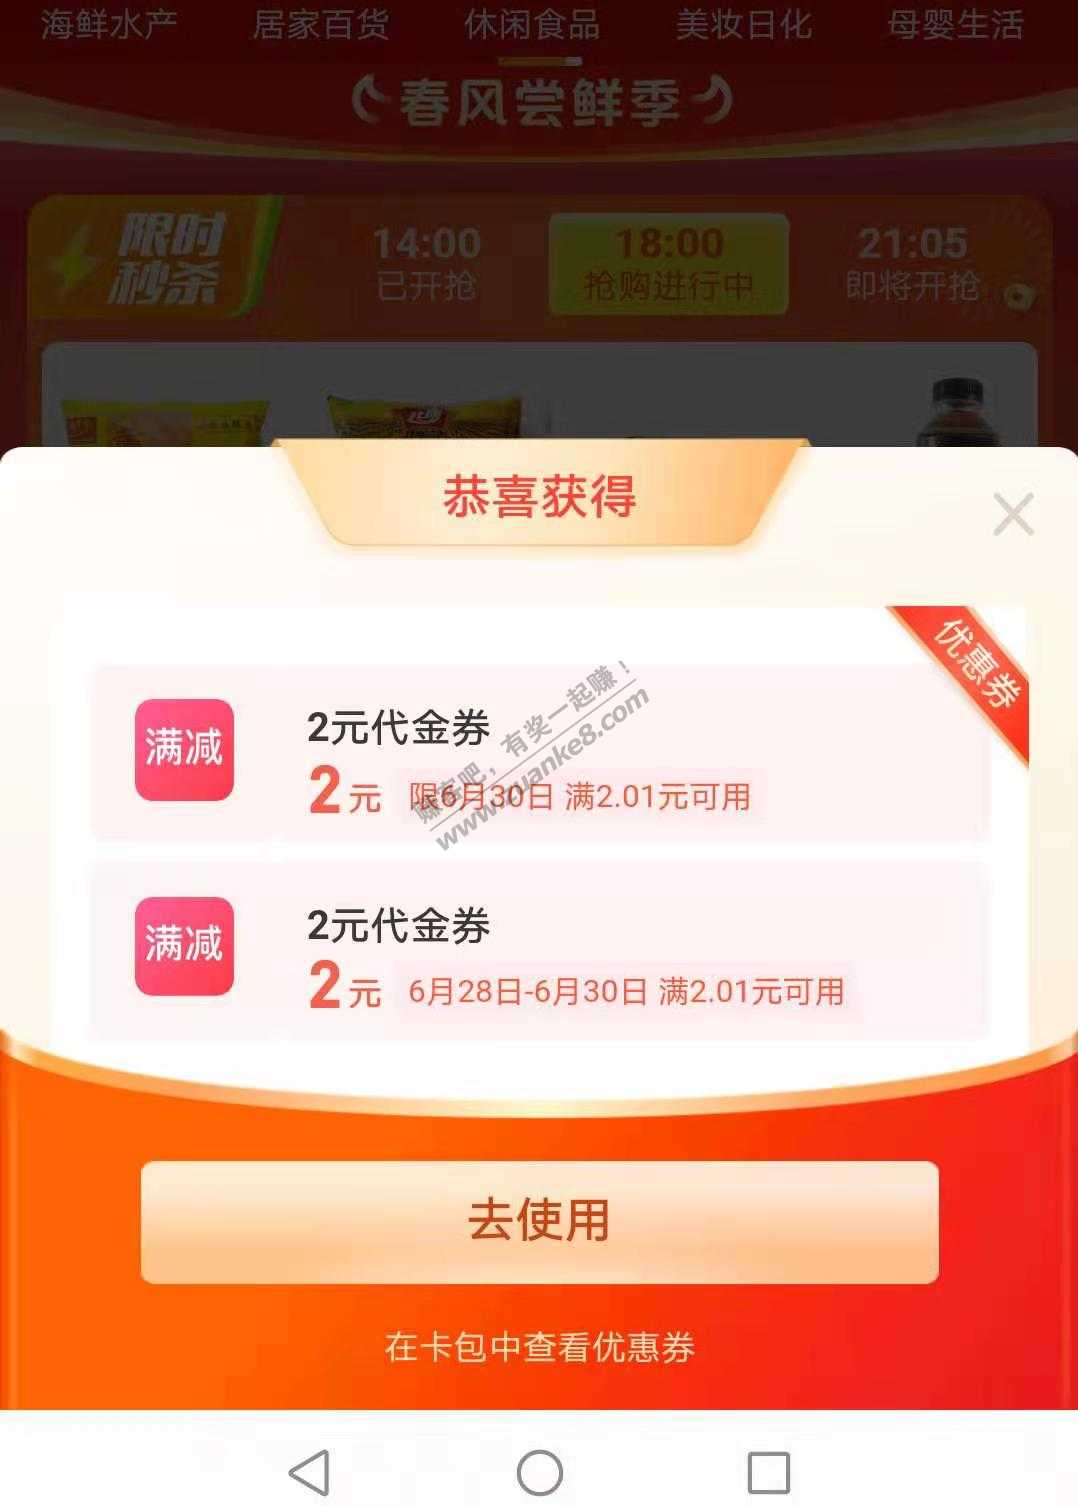 海鲜水产 居家百货 休闲食品 美妆日化 母婴生活
春风尝鲜季
限时
秒杀
14:00
已开抢
18:00
抢购进行中
21:05
即将开抢
恭喜获得
优惠券
满减
2元代金券
2元 限6月30日 满2.01元可用
赚客吧，有奖一起赚！
www.zuanke8.com
满减
2元代金券
2元 6月28日-6月30日 满2.01元可用
去使用
在卡包中查看优惠券